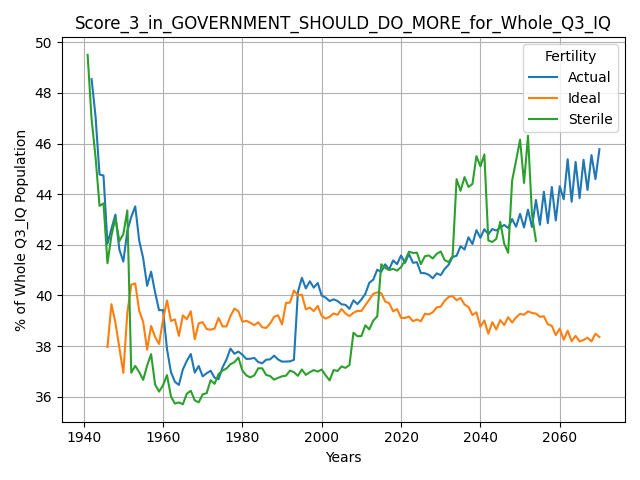 Score_3_in_GOVERNMENT_SHOULD_DO_MORE_for_Whole_Q3_IQ
% of Whole Q3_IQ Population
50
48
46
44
42
40
38
36
Fertility
Actual
Ideal
Sterile
1940
1960
1980
2000
2020
2040
2060
Years